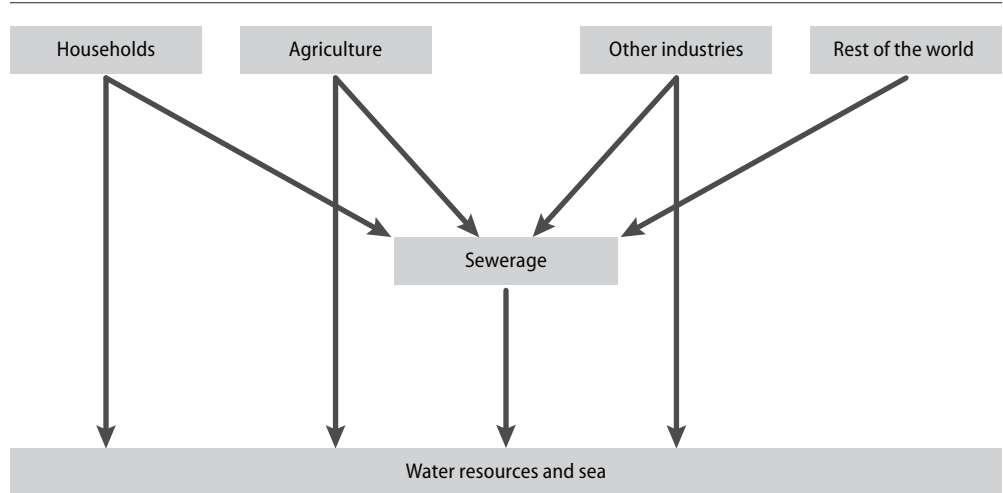 Households
Agriculture
Other industries
Rest of the world
Sewerage
Water resources and sea